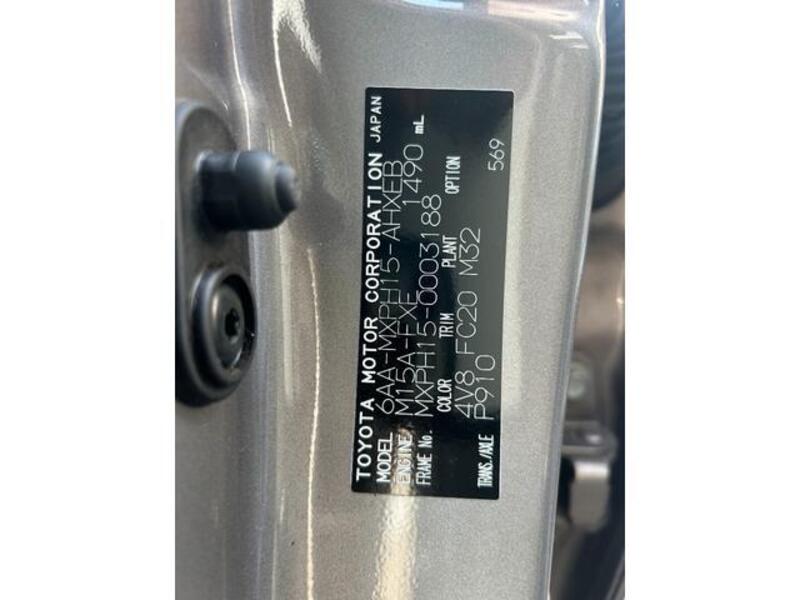 TOYOTA MOTOR CORPORATION JAPAN
MODEL 6AA-MXPH15-AHXEB
ENGINE M15A-FXE 1490 mL
FRAME No. MXPH15-0003188
COLOR TRIM PLANT OPTION
4V8 FC20 M32
TRANS./AXLE P910 569